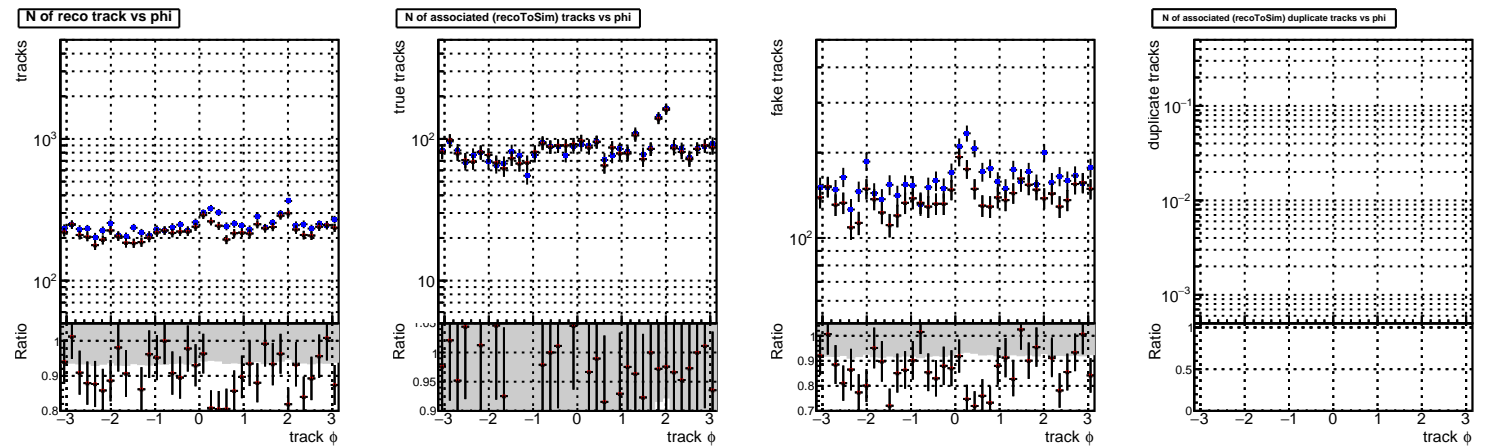 N of reco track vs phi
tracks
10³
10²
Ratio
1
0.9
0.8
−3 −2 −1 0 1 2 3
track ϕ
N of associated (recoToSim) tracks vs phi
true tracks
10²
10
Ratio
1.05
1
0.95
0.9
−3 −2 −1 0 1 2 3
track ϕ
fake tracks
10²
Ratio
1
0.9
0.8
0.7
−3 −2 −1 0 1 2 3
track ϕ
N of associated (recoToSim) duplicate tracks vs phi
duplicate tracks
10⁻¹
10⁻²
10⁻³
Ratio
1
0.5
0
−3 −2 −1 0 1 2 3
track ϕ